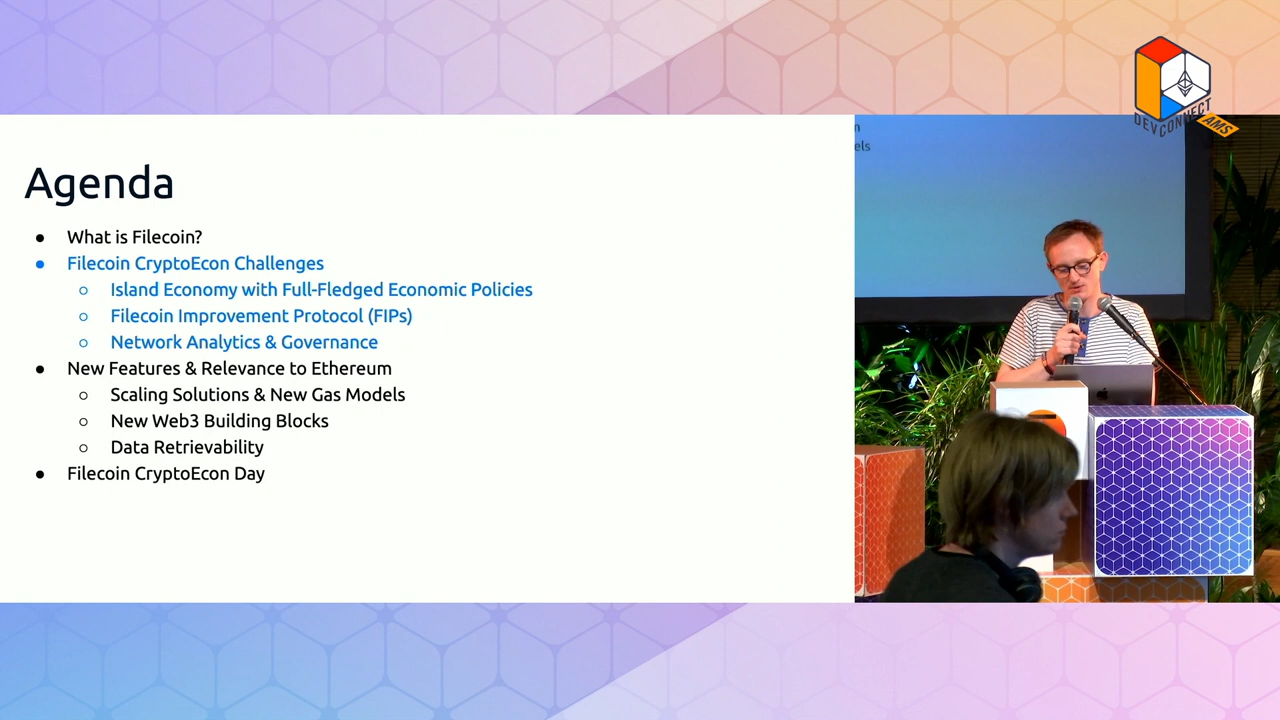 Agenda
● What is Filecoin?
● Filecoin CryptoEcon Challenges
○ Island Economy with Full-Fledged Economic Policies
○ Filecoin Improvement Protocol (FIPs)
○ Network Analytics & Governance
● New Features & Relevance to Ethereum
○ Scaling Solutions & New Gas Models
○ New Web3 Building Blocks
○ Data Retrievability
● Filecoin CryptoEcon Day
DEVCONNECT
AMS
n
els